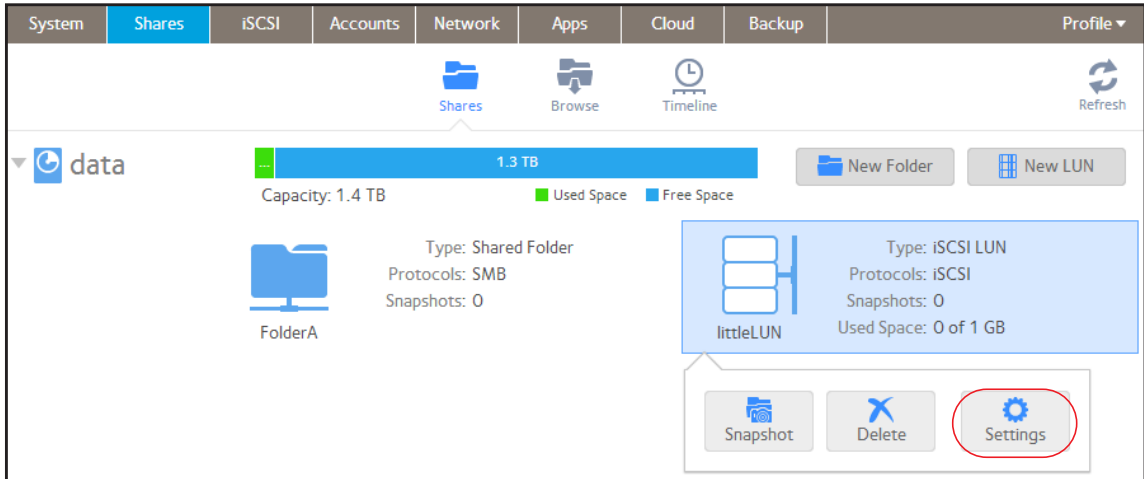 System Shares iSCSI Accounts Network Apps Cloud Backup Profile
Shares Browse Timeline Refresh
data
... 1.3 TB
New Folder New LUN
Capacity: 1.4 TB Used Space Free Space
Type: Shared Folder
Protocols: SMB
Snapshots: 0
FolderA
Type: iSCSI LUN
Protocols: iSCSI
Snapshots: 0
Used Space: 0 of 1 GB
littleLUN
Snapshot Delete Settings